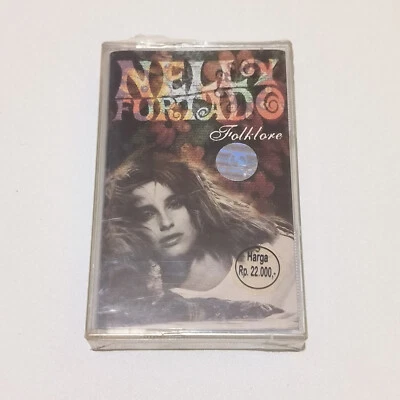 NELLY
FURTADO
Folklore
Harga
Rp. 22.000,-